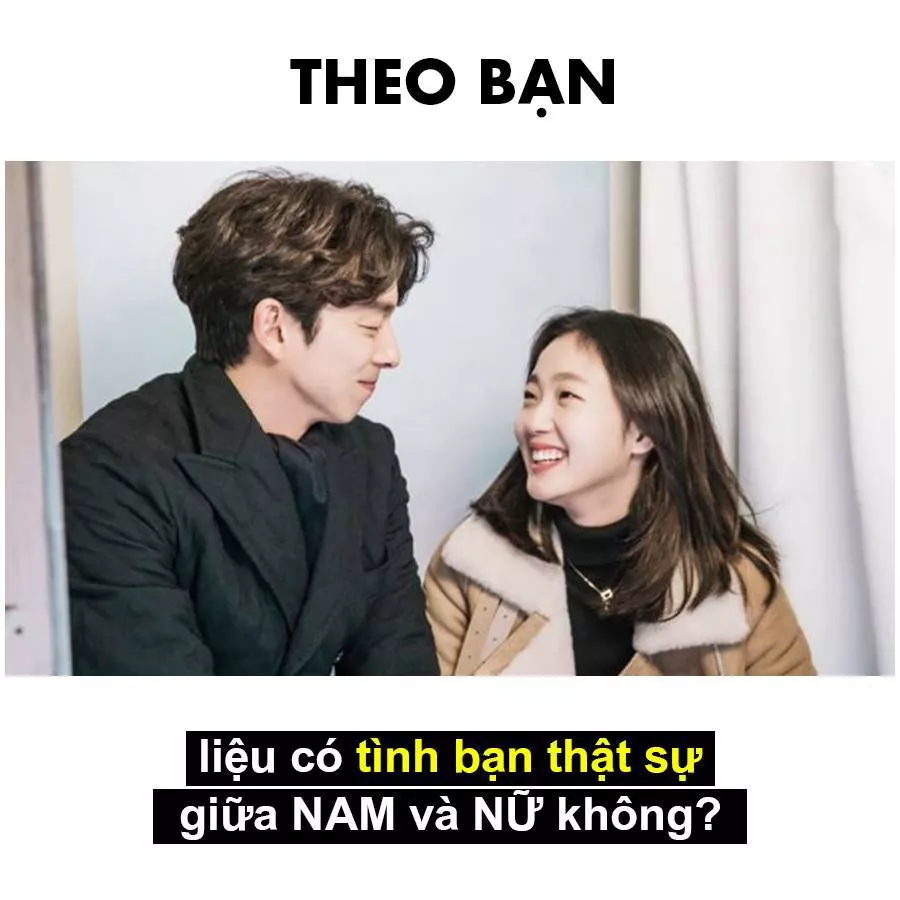 THEO BẠN
liệu có tình bạn thật sự
giữa NAM và NỮ không?